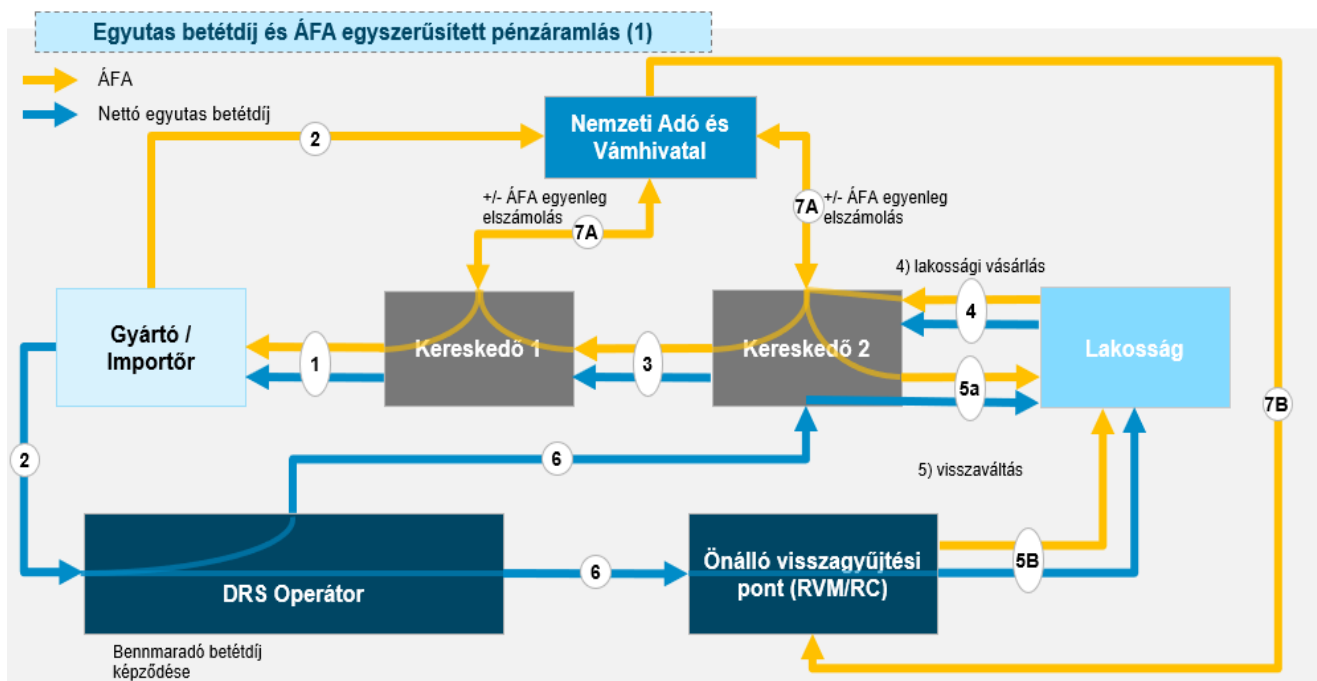 Egyutas betétdíj és ÁFA egyszerűsített pénzáramlás (1)
ÁFA
Nettó egyutas betétdíj
2
Nemzeti Adó és
Vámhivatal
+/- ÁFA egyenleg
elszámolás
7A
7A
+/- ÁFA egyenleg
elszámolás
4) lakossági vásárlás
Gyártó /
Importőr
1
Kereskedő 1
3
Kereskedő 2
4
5a
Lakosság
7B
2
6
5) visszaváltás
DRS Operátor
6
Önálló visszagyűjtési
pont (RVM/RC)
5B
Bennmaradó betétdíj
képződése